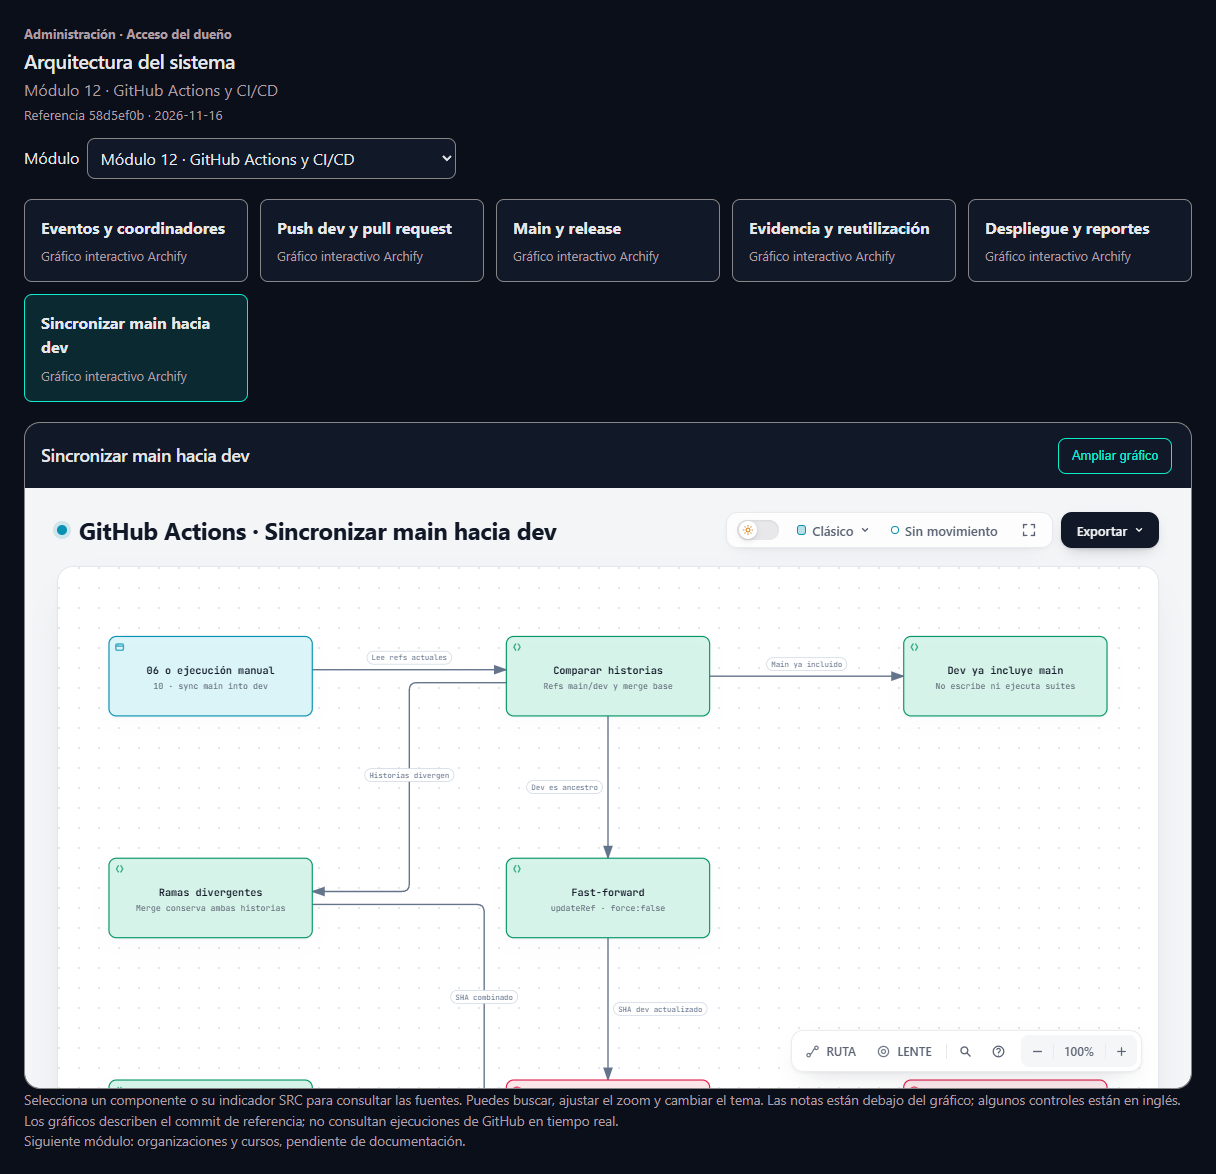 Administración · Acceso del dueño
Arquitectura del sistema
Módulo 12 · GitHub Actions y CI/CD
Referencia 58d5ef0b · 2026-11-16
Módulo
Módulo 12 · GitHub Actions y CI/CD
Eventos y coordinadores
Gráfico interactivo Archify
Push dev y pull request
Gráfico interactivo Archify
Main y release
Gráfico interactivo Archify
Evidencia y reutilización
Gráfico interactivo Archify
Despliegue y reportes
Gráfico interactivo Archify
Sincronizar main hacia
dev
Gráfico interactivo Archify
Sincronizar main hacia dev
Ampliar gráfico
GitHub Actions · Sincronizar main hacia dev
Clásico
Sin movimiento
Exportar
06 o ejecución manual
10 · sync main into dev
Lee refs actuales
Comparar historias
Refs main/dev y merge base
Main ya incluido
Dev ya incluye main
No escribe ni ejecuta suites
Historias divergen
Dev es ancestro
Ramas divergentes
Merge conserva ambas historias
Fast-forward
updateRef · force:false
SHA combinado
SHA dev actualizado
RUTA
LENTE
100%
Selecciona un componente o su indicador SRC para consultar las fuentes. Puedes buscar, ajustar el zoom y cambiar el tema. Las notas están debajo del gráfico; algunos controles están en inglés.
Los gráficos describen el commit de referencia; no consultan ejecuciones de GitHub en tiempo real.
Siguiente módulo: organizaciones y cursos, pendiente de documentación.